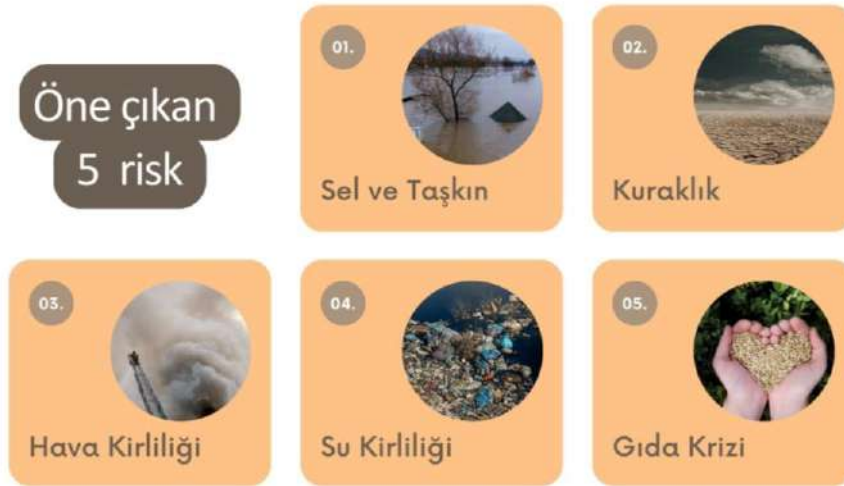 Öne çıkan
5 risk
01.
Sel ve Taşkın
02.
Kuraklık
03.
Hava Kirliliği
04.
Su Kirliliği
05.
Gıda Krizi